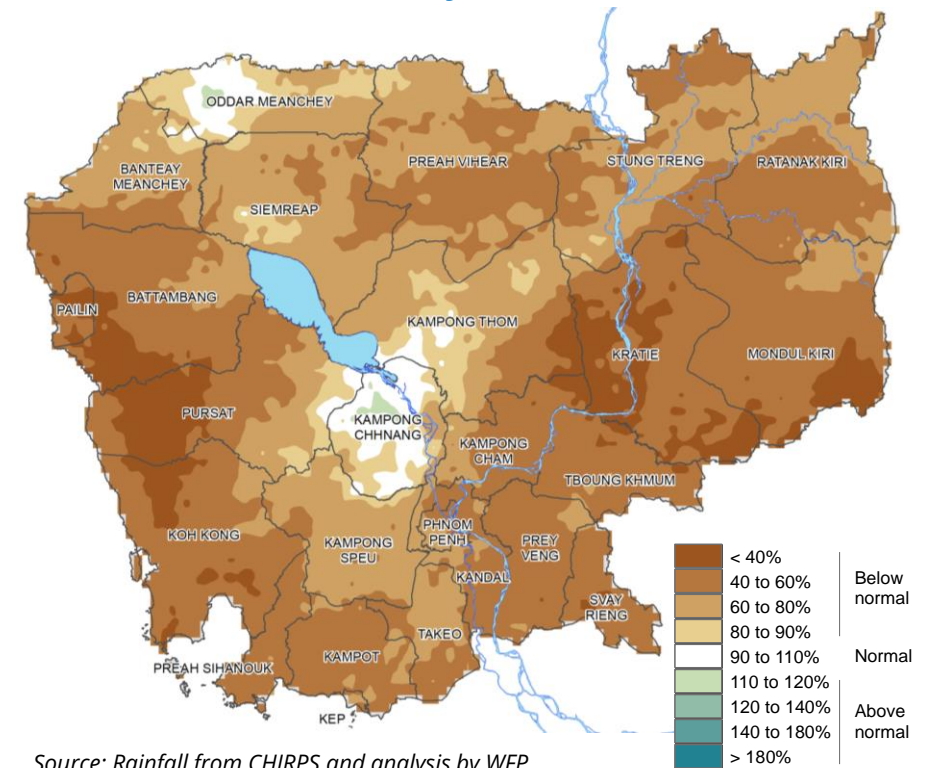 ODDAR MEANCHEY
BANTEAY
MEANCHEY
PREAH VIHEAR
STUNG TRENG
RATANAK KIRI
SIEMREAP
BATTAMBANG
PAILIN
KAMPONG THOM
KRATIE
MONDUL KIRI
PURSAT
KAMPONG
CHHNANG
KAMPONG
CHAM
TBOUNG KHMUM
KOH KONG
KAMPONG
SPEU
PHNOM
PENH
PREY
VENG
KANDAL
SVAY
RIENG
TAKEO
PREAH SIHANOUK
KAMPOT
KEP
< 40%
40 to 60%
60 to 80%
80 to 90%
90 to 110%
110 to 120%
120 to 140%
140 to 180%
> 180%
Below
normal
Normal
Above
normal
Source: Rainfall from CHIRPS and analysis by WFP